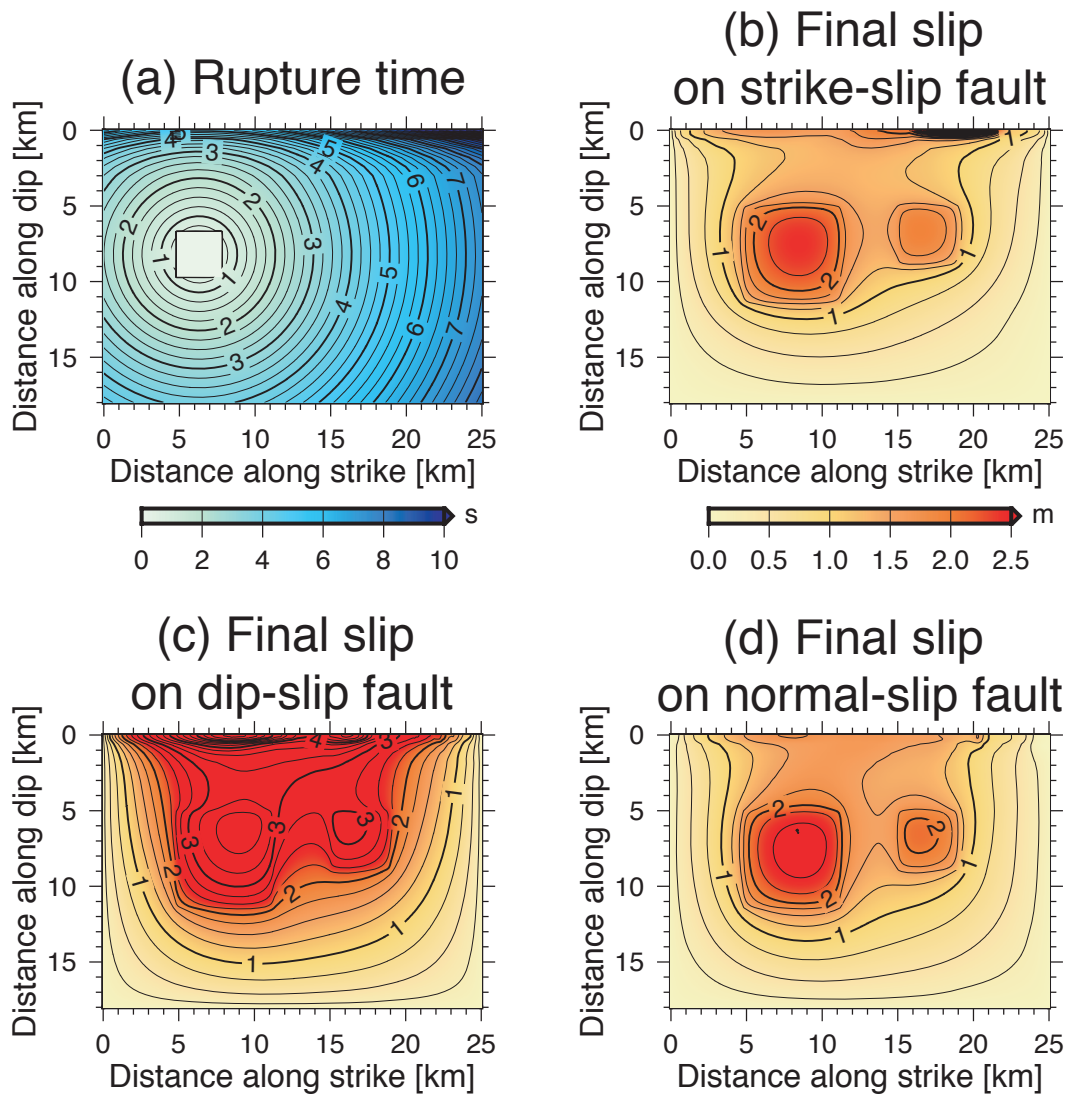 (a) Rupture time
0
5
10
15
Distance along dip [km]
4
5
3
5
4
6
7
2
2
1
1
3
5
2
4
3
6
7
0 5 10 15 20 25
Distance along strike [km]
s
0 2 4 6 8 10
(b) Final slip
on strike-slip fault
0
5
10
15
Distance along dip [km]
1
2
2
1
1
1
0 5 10 15 20 25
Distance along strike [km]
m
0.0 0.5 1.0 1.5 2.0 2.5
(c) Final slip
on dip-slip fault
0
5
10
15
Distance along dip [km]
4
3
1
3
3
3
2
2
2
1
1
1
0 5 10 15 20 25
Distance along strike [km]
(d) Final slip
on normal-slip fault
0
5
10
15
Distance along dip [km]
2
2
1
1
2
1
0 5 10 15 20 25
Distance along strike [km]